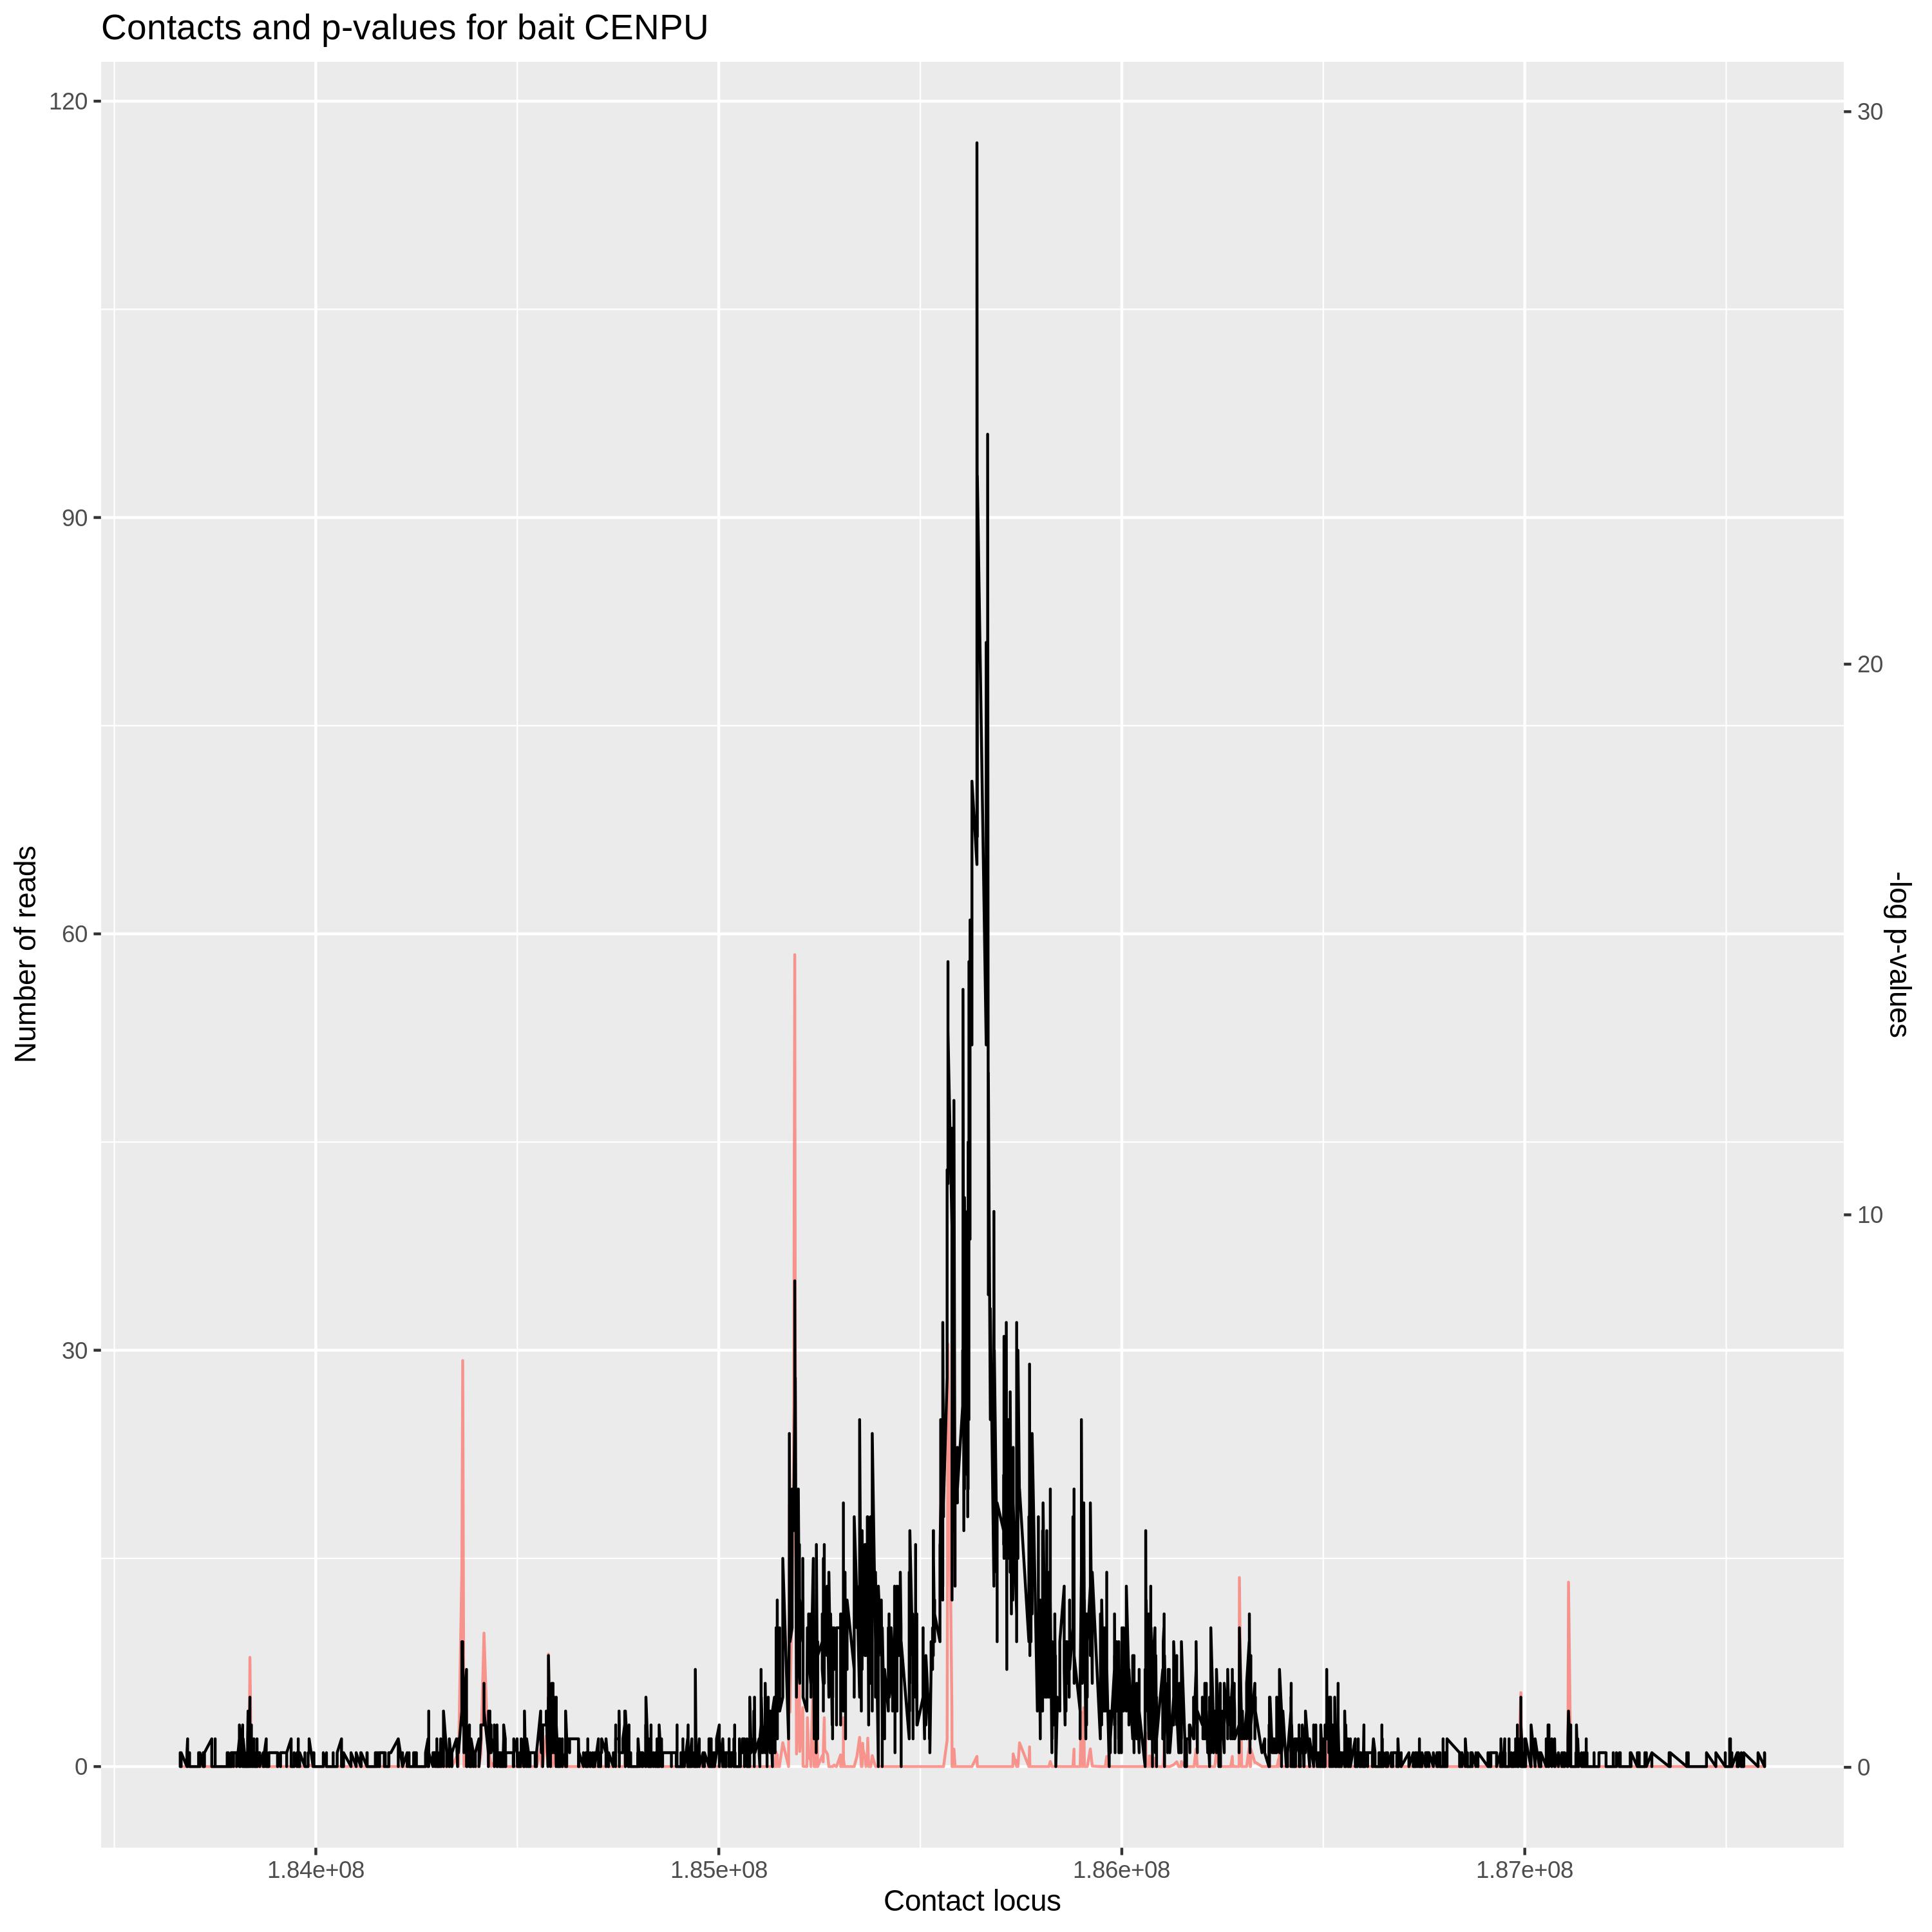 Contacts and p-values for bait CENPU
120
90
60
30
0
Number of reads
30
20
10
0
-log p-values
1.84e+08
1.85e+08
1.86e+08
1.87e+08
Contact locus